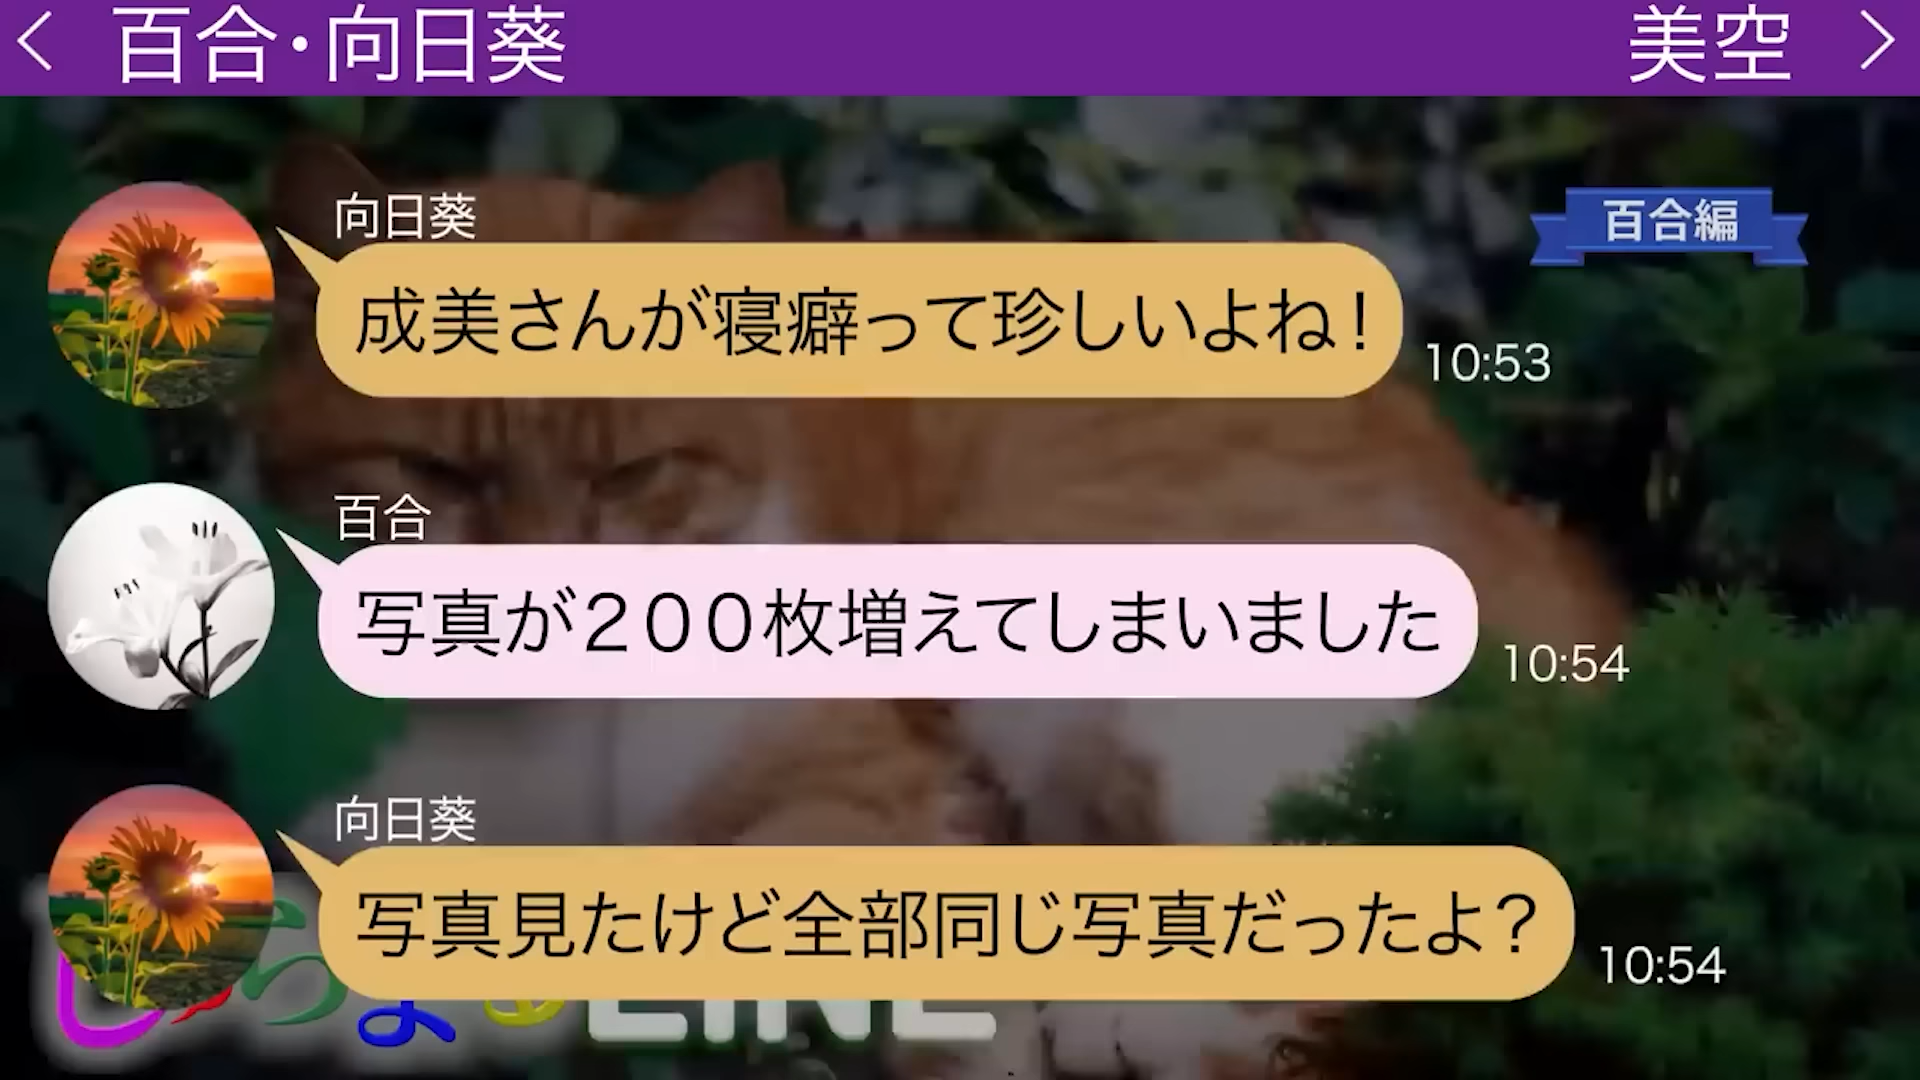 百合・向日葵
美空
百合編
向日葵
成美さんが寝癖って珍しいよね！
10:53
百合
写真が２００枚増えてしまいました
10:54
向日葵
写真見たけど全部同じ写真だったよ？
10:54
LINE